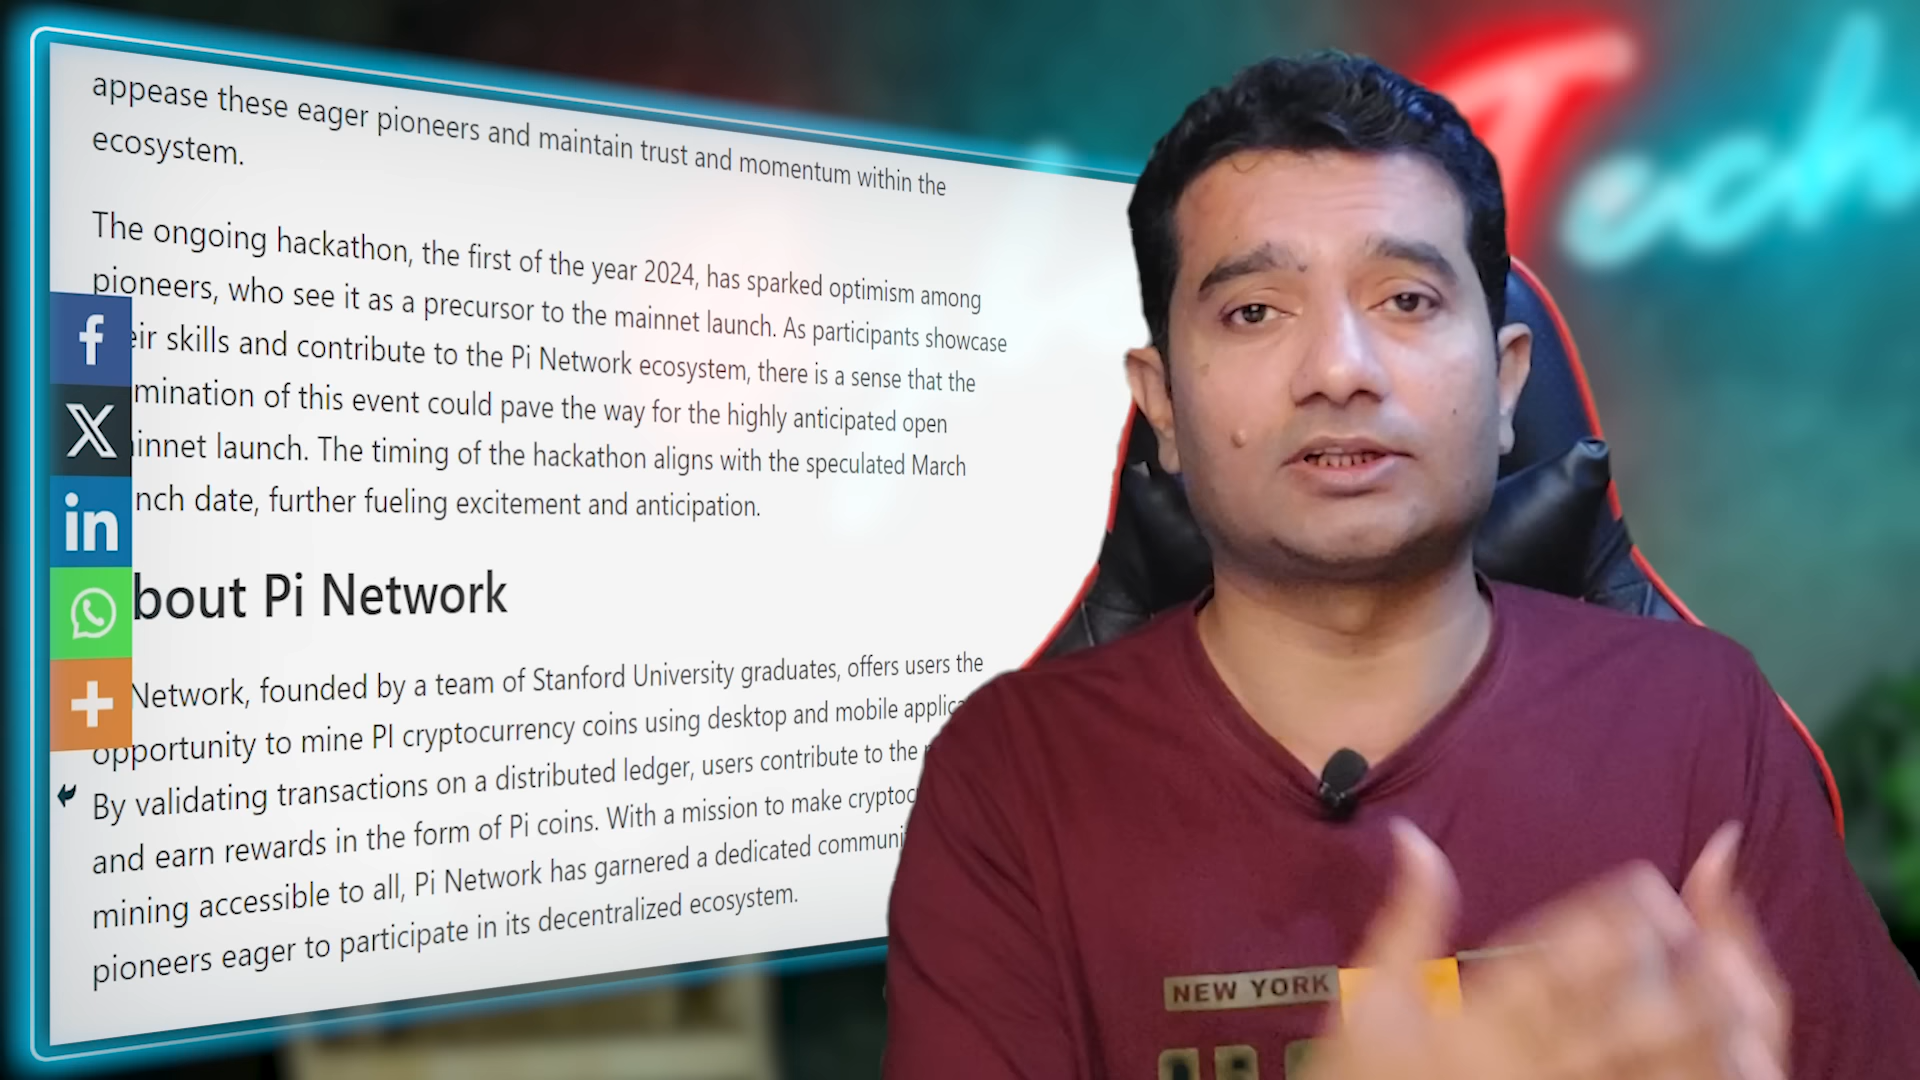 appease these eager pioneers and maintain trust and momentum within the
ecosystem.
The ongoing hackathon, the first of the year 2024, has sparked optimism among
pioneers, who see it as a precursor to the mainnet launch. As participants showcase
eir skills and contribute to the Pi Network ecosystem, there is a sense that the
mination of this event could pave the way for the highly anticipated open
innet launch. The timing of the hackathon aligns with the speculated March
nch date, further fueling excitement and anticipation.
bout Pi Network
Network, founded by a team of Stanford University graduates, offers users the
opportunity to mine PI cryptocurrency coins using desktop and mobile applic
By validating transactions on a distributed ledger, users contribute to the
and earn rewards in the form of Pi coins. With a mission to make cryptoc
mining accessible to all, Pi Network has garnered a dedicated communi
pioneers eager to participate in its decentralized ecosystem.
Tech
NEW YORK